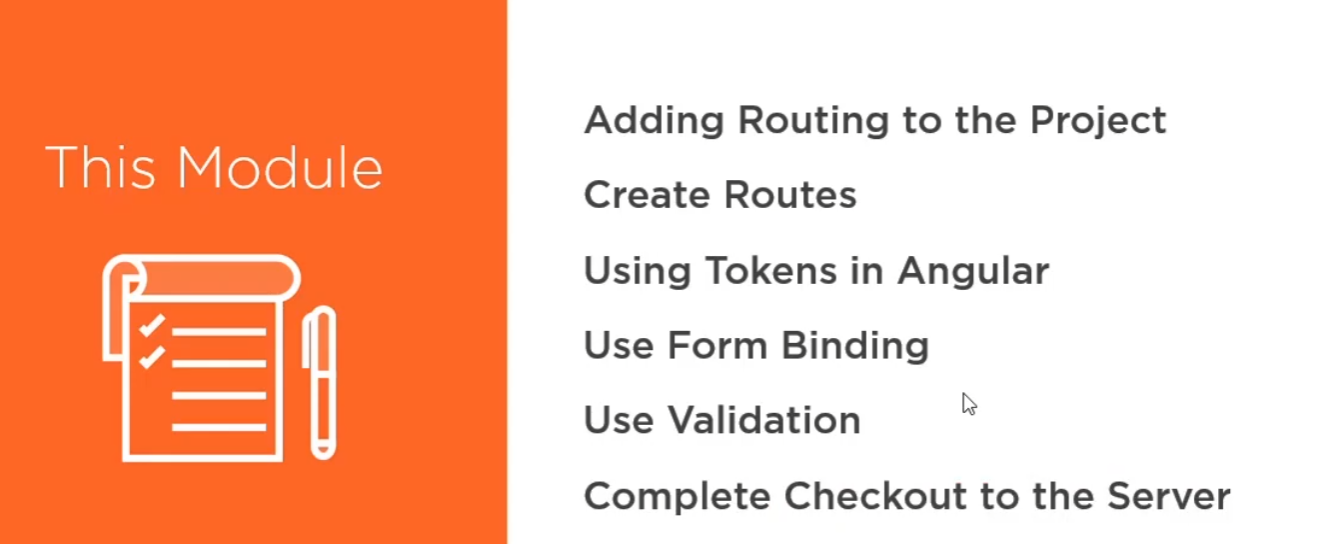 This Module
Adding Routing to the Project
Create Routes
Using Tokens in Angular
Use Form Binding
Use Validation
Complete Checkout to the Server